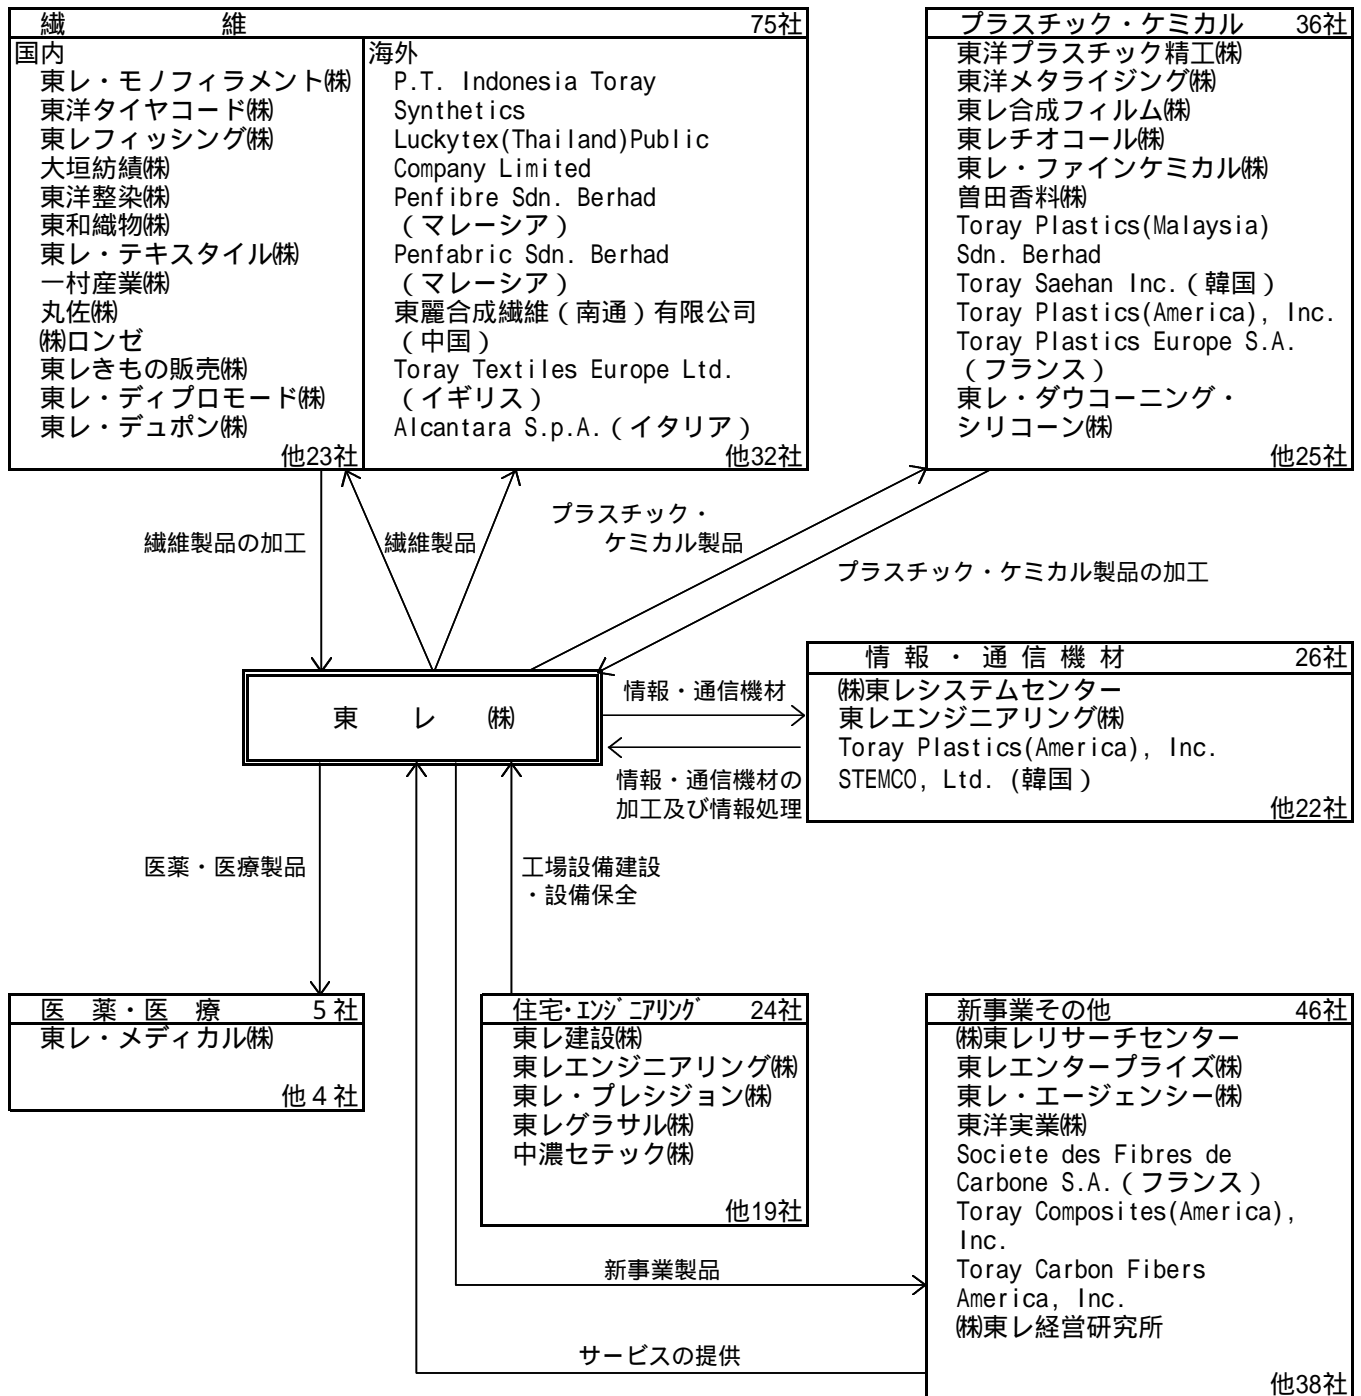 繊　維　75社
国内
東レ・モノフィラメント㈱
東洋タイヤコード㈱
東レフィッシング㈱
大垣紡績㈱
東洋整染㈱
東和織物㈱
東レ・テキスタイル㈱
一村産業㈱
丸佐㈱
㈱ロンゼ
東レきもの販売㈱
東レ・ディプロモード㈱
東レ・デュポン㈱
他23社
海外
P.T. Indonesia Toray
Synthetics
Luckytex(Thailand)Public
Company Limited
Penfibre Sdn. Berhad
（マレーシア）
Penfabric Sdn. Berhad
（マレーシア）
東麗合成繊維（南通）有限公司
（中国）
Toray Textiles Europe Ltd.
（イギリス）
Alcantara S.p.A.（イタリア）
他32社
プラスチック・ケミカル　36社
東洋プラスチック精工㈱
東洋メタライジング㈱
東レ合成フィルム㈱
東レチオコール㈱
東レ・ファインケミカル㈱
曽田香料㈱
Toray Plastics(Malaysia)
Sdn. Berhad
Toray Saehan Inc.（韓国）
Toray Plastics(America), Inc.
Toray Plastics Europe S.A.
（フランス）
東レ・ダウコーニング・
シリコーン㈱
他25社
繊維製品の加工
繊維製品
プラスチック・
ケミカル製品
プラスチック・ケミカル製品の加工
東　レ　㈱
情報・通信機材
情報・通信機材の
加工及び情報処理
情報・通信機材　26社
㈱東レシステムセンター
東レエンジニアリング㈱
Toray Plastics(America), Inc.
STEMCO, Ltd. (韓国）
他22社
医薬・医療製品
工場設備建設
・設備保全
医　薬・医　療　5社
東レ・メディカル㈱
他4社
住宅・ｴﾝｼﾞﾆｱﾘﾝｸﾞ　24社
東レ建設㈱
東レエンジニアリング㈱
東レ・プレシジョン㈱
東レグラサル㈱
中濃セテック㈱
他19社
新事業その他　46社
㈱東レリサーチセンター
東レエンタープライズ㈱
東レ・エージェンシー㈱
東洋実業㈱
Societe des Fibres de
Carbone S.A.（フランス）
Toray Composites(America),
Inc.
Toray Carbon Fibers
America, Inc.
㈱東レ経営研究所
他38社
新事業製品
サービスの提供